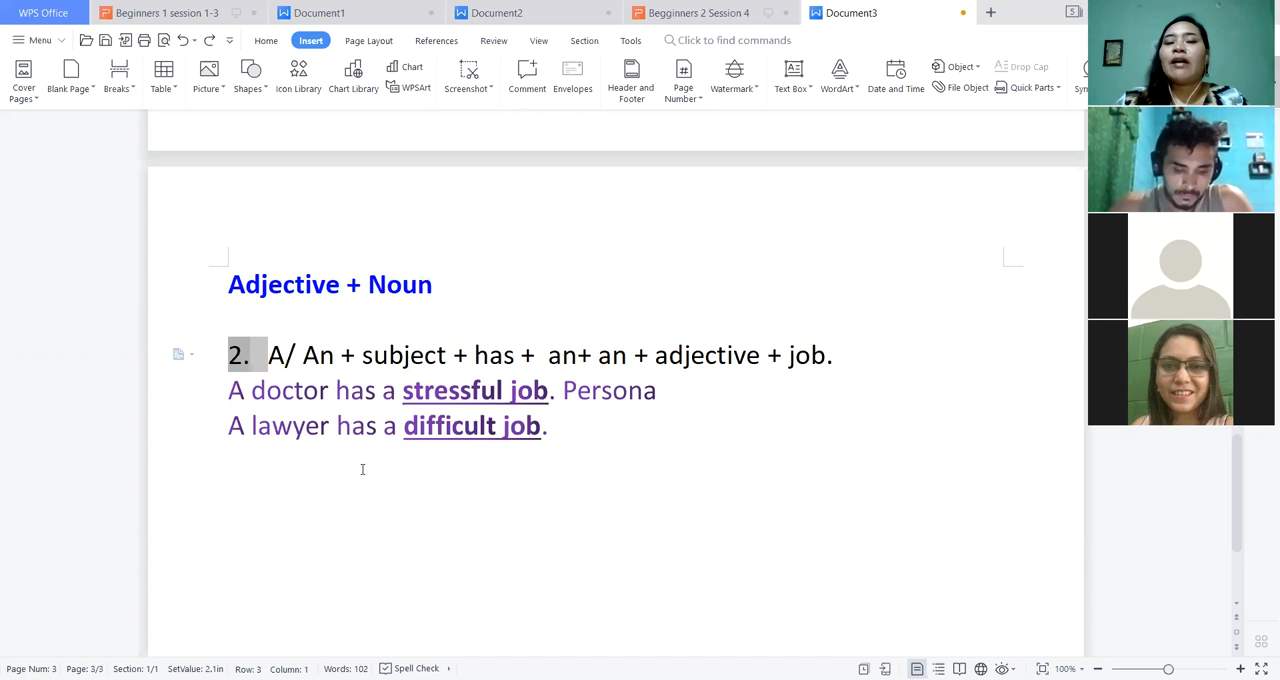 WPS Office Begginners 1 session 1-3 Document1 Document2 Begginners 2 Session 4 Document3 5
Menu Home Insert Page Layout References Review View Section Tools Click to find commands
Cover Pages Blank Page Breaks Table Picture Shapes Icon Library Chart Library Chart WPSArt Screenshot Comment Envelopes Header and Footer Page Number Watermark Text Box WordArt Date and Time Object File Object Drop Cap Quick Parts
Adjective + Noun
2. A/ An + subject + has + an+ an + adjective + job.
A doctor has a stressful job. Persona
A lawyer has a difficult job.
Page Num: 3 Page: 3/3 Section: 1/1 SetValue: 2.1in Row: 3 Column: 1 Words: 102 Spell Check 100%